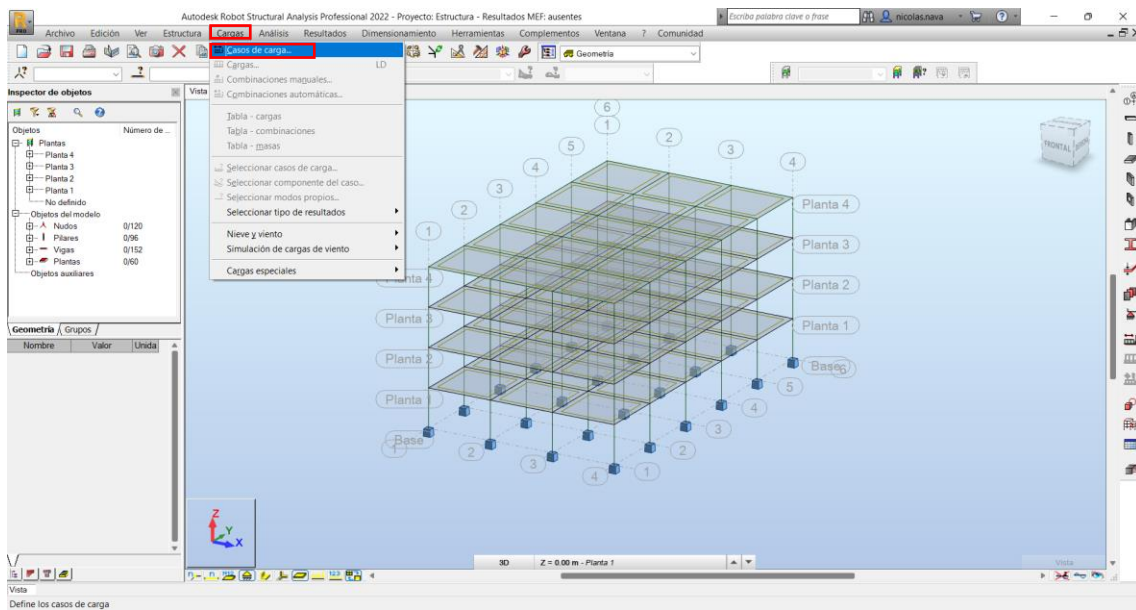 PRO
Autodesk Robot Structural Analysis Professional 2022 - Proyecto: Estructura - Resultados MEF: ausentes
Escriba palabra clave o frase
nicolas.nava
Archivo Edición Ver Estructura Cargas Análisis Resultados Dimensionamiento Herramientas Complementos Ventana ? Comunidad
Casos de carga...
Cargas... LD
Combinaciones manuales...
Combinaciones automáticas...
Tabla - cargas
Tabla - combinaciones
Tabla - masas
Seleccionar casos de carga...
Seleccionar componente del caso...
Seleccionar modos propios...
Seleccionar tipo de resultados
Nieve y viento
Simulación de cargas de viento
Cargas especiales
Geometría
Inspector de objetos
Objetos Número de ...
Plantas
Planta 4
Planta 3
Planta 2
Planta 1
No definido
Objetos del modelo
Nudos 0/120
Pilares 0/96
Vigas 0/152
Plantas 0/60
Objetos auxiliares
Geometría Grupos
Nombre Valor Unida
Vista
6
1
5
2
4
3
3
4
2
1
Planta 4
Planta 3
Planta 2
Planta 1
Base
6
5
4
3
2
1
nta 4
Planta 3
Planta 2
Planta 1
Base
1
2
3
4
FRONTAL
Z
Y
X
3D Z = 0.00 m - Planta 1
Vista
Vista
Define los casos de carga